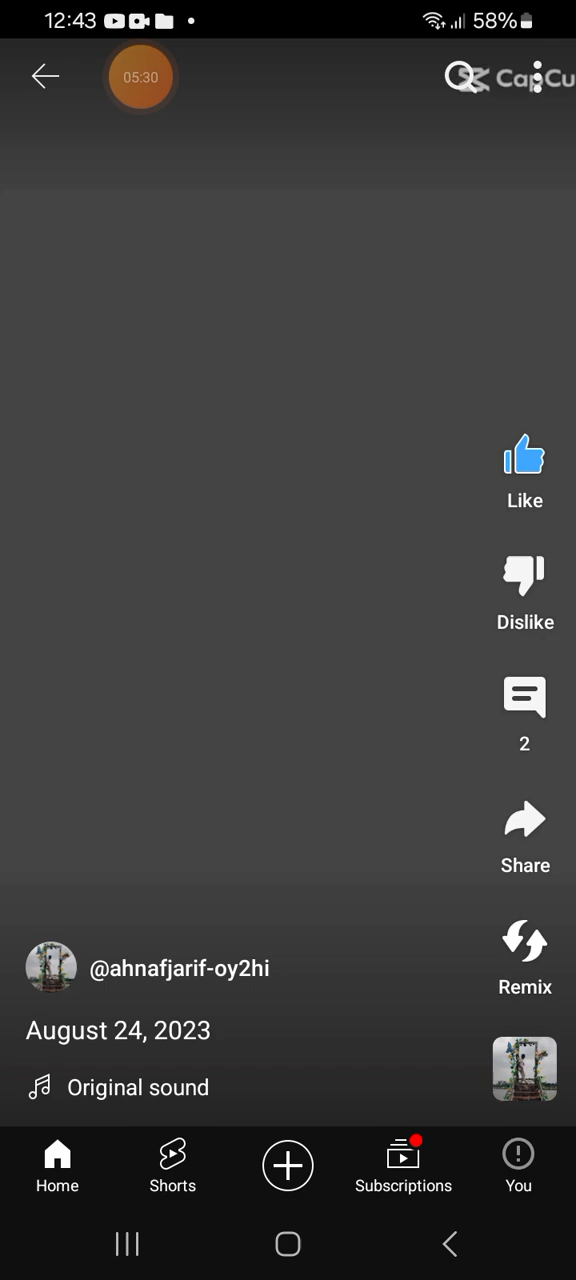 12:43
58%
05:30
CapCu
Like
Dislike
2
Share
@ahnafjarif-oy2hi
Remix
August 24, 2023
Original sound
Home
Shorts
Subscriptions
You